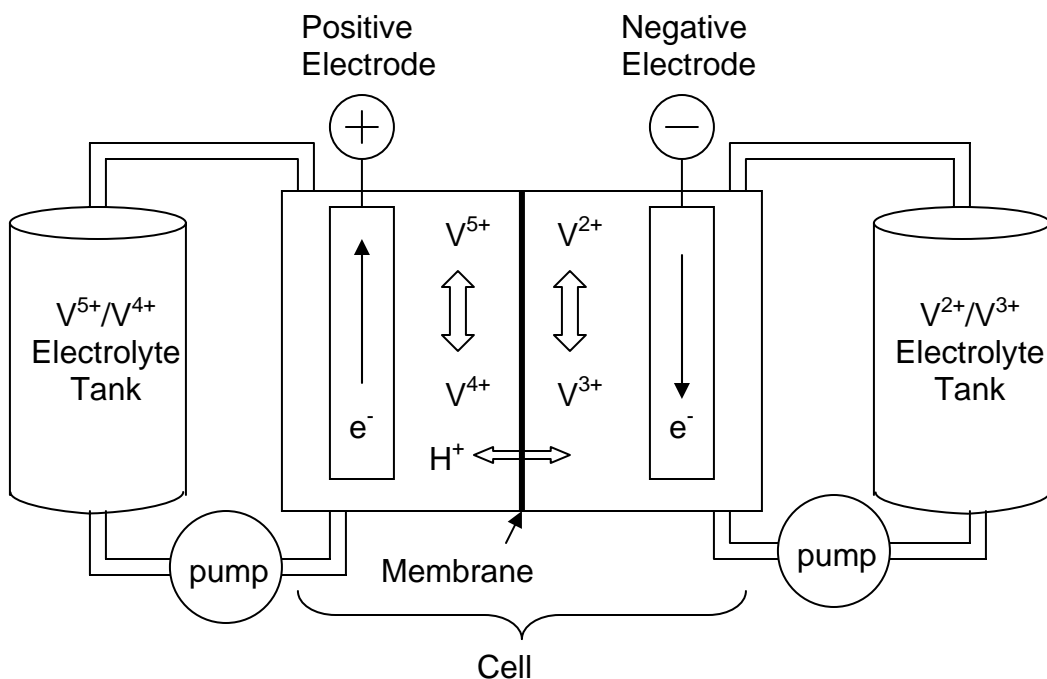 Positive
Electrode
Negative
Electrode
+
−
V⁵⁺/V⁴⁺
Electrolyte
Tank
V⁵⁺
V⁴⁺
e⁻
H⁺
V²⁺
V³⁺
e⁻
V²⁺/V³⁺
Electrolyte
Tank
pump
Membrane
pump
Cell